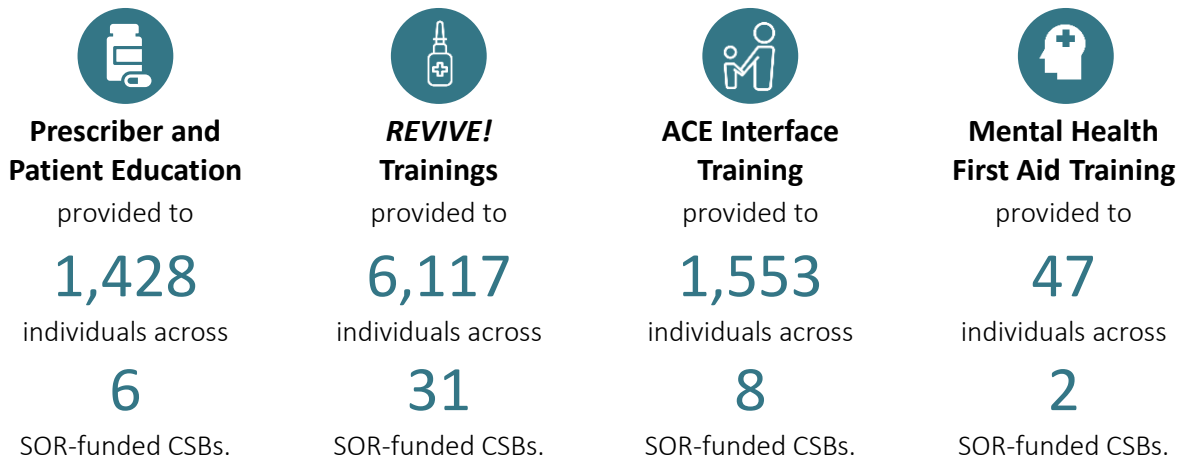 Prescriber and
Patient Education
provided to
1,428
individuals across
6
SOR-funded CSBs.
REVIVE!
Trainings
provided to
6,117
individuals across
31
SOR-funded CSBs.
ACE Interface
Training
provided to
1,553
individuals across
8
SOR-funded CSBs.
Mental Health
First Aid Training
provided to
47
individuals across
2
SOR-funded CSBs.